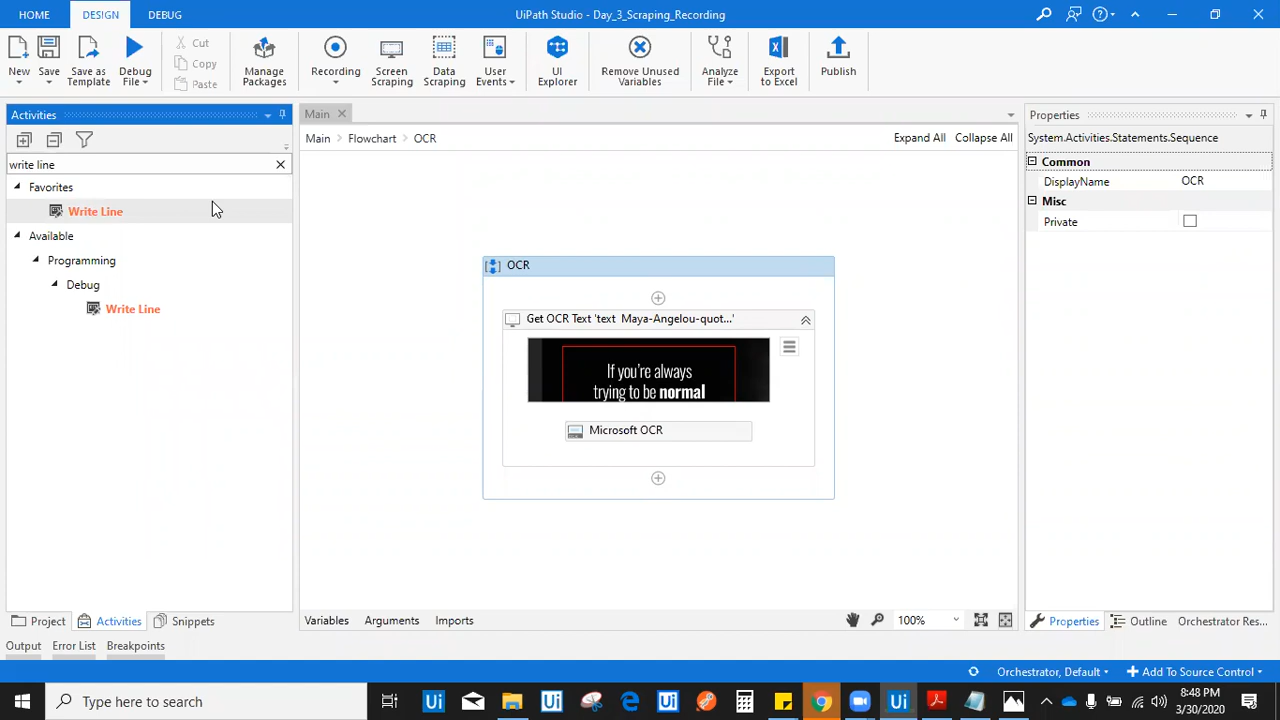 HOME DESIGN DEBUG UiPath Studio - Day_3_Scraping_Recording
New Save Save as Template Debug File Cut Copy Paste Manage Packages Recording Screen Scraping Data Scraping User Events UI Explorer Remove Unused Variables Analyze File Export to Excel Publish
Activities
write line
Favorites
Write Line
Available
Programming
Debug
Write Line
Project Activities Snippets
Main
Main Flowchart OCR Expand All Collapse All
OCR
Get OCR Text 'text Maya-Angelou-quot...'
If you're always
trying to be normal
Microsoft OCR
Variables Arguments Imports 100%
Properties
System.Activities.Statements.Sequence
Common
DisplayName OCR
Misc
Private
Properties Outline Orchestrator Res...
Output Error List Breakpoints
Orchestrator, Default Add To Source Control
Type here to search
Ui Ui Ui Ui
8:48 PM
3/30/2020